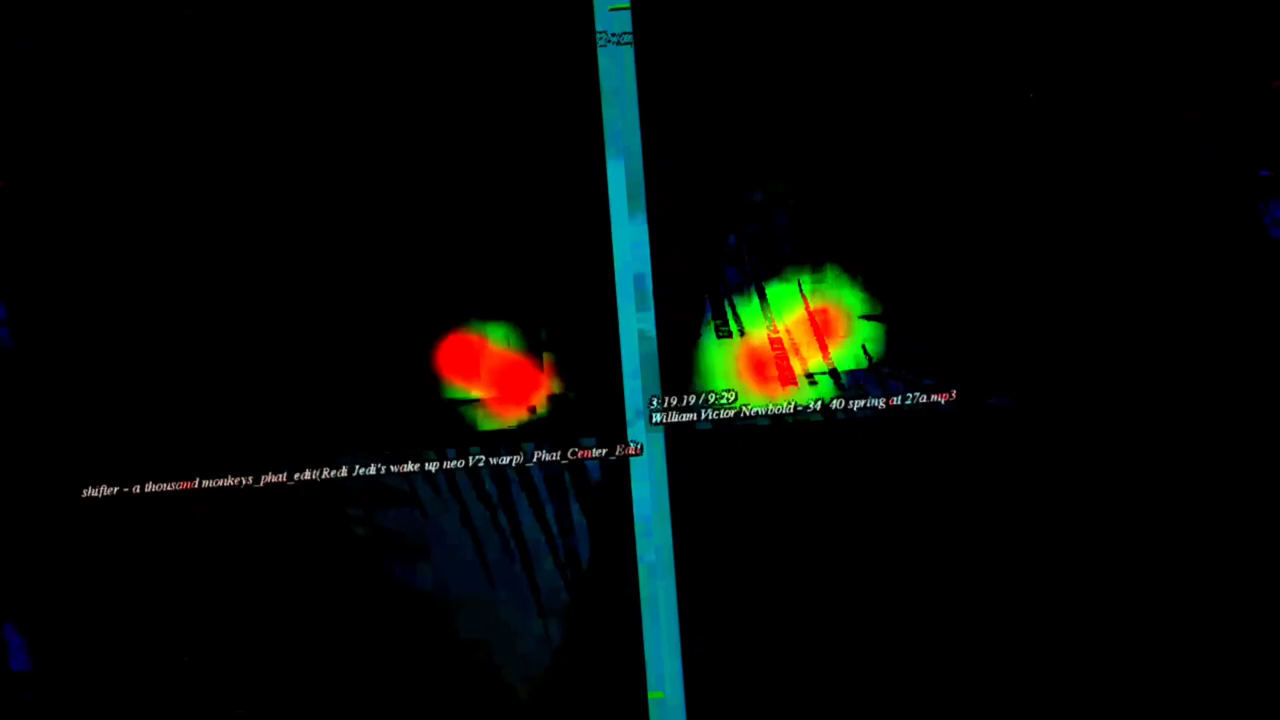 3:19.19 / 9:29
William Victor Newbold - 34  40 spring at 27a.mp3
shifter - a thousand monkeys_phat_edit(Redi Jedi's wake up neo V2 warp) _Phat_Center_Edit